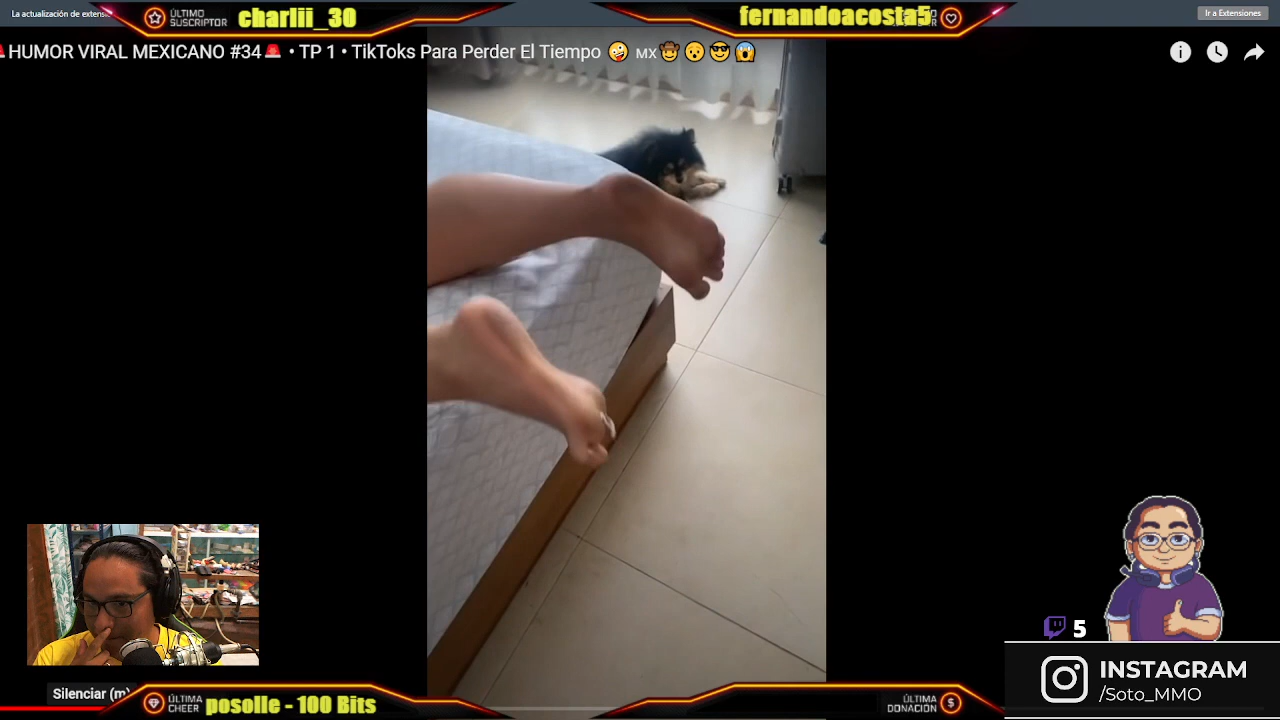 La actualización de extens
ÚLTIMO
SUSCRIPTOR
charlii_30
fernandoacosta5
Ir a Extensiones
HUMOR VIRAL MEXICANO #34🚨 • TP 1 • TikToks Para Perder El Tiempo 🤪 MX🤠😯😎😱
5
INSTAGRAM
/Soto_MMO
Silenciar (m)
ÚLTIMA
CHEER
posolle - 100 Bits
ÚLTIMA
DONACIÓN